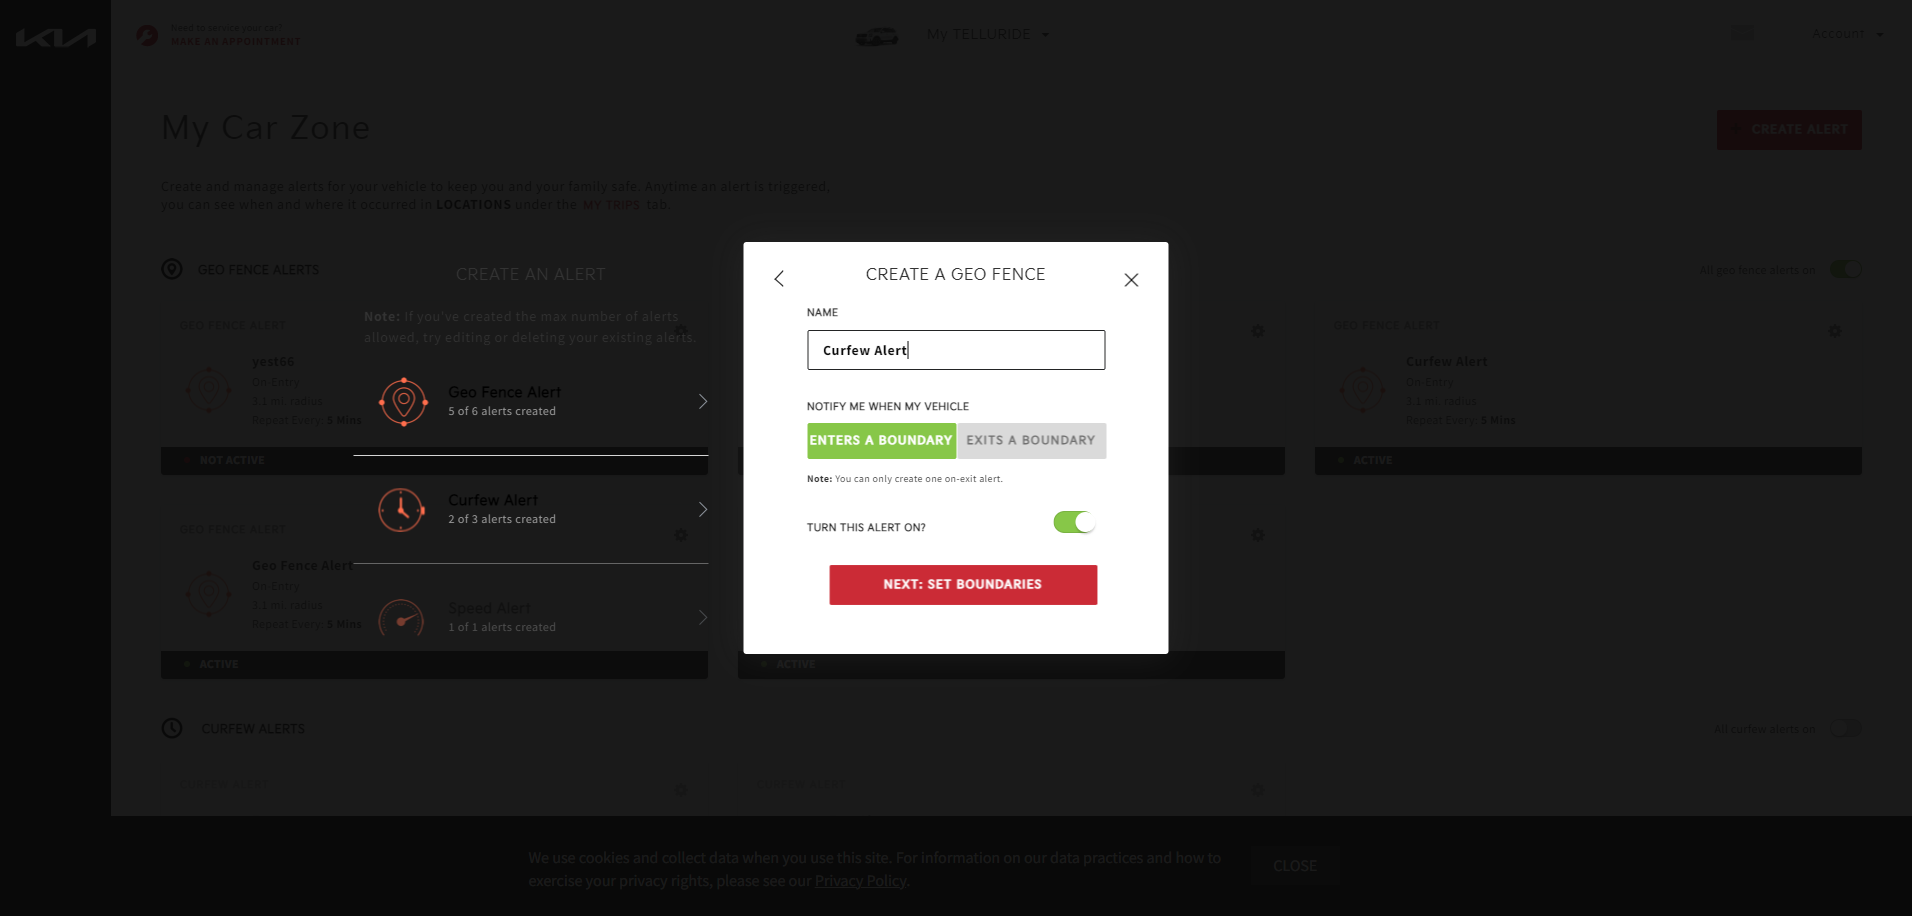 KIA
Need to service your car?
MAKE AN APPOINTMENT
My TELLURIDE
Account
My Car Zone
CREATE ALERT
Create and manage alerts for your vehicle to keep you and your family safe. Anytime an alert is triggered,
you can see when and where it occurred in LOCATIONS under the MY TRIPS tab.
GEO FENCE ALERTS
All geo fence alerts on
CREATE AN ALERT
Note: If you've created the max number of alerts
allowed, try editing or deleting your existing alerts.
Geo Fence Alert
5 of 6 alerts created
Curfew Alert
2 of 3 alerts created
Speed Alert
1 of 1 alerts created
GEO FENCE ALERT
yest66
On-Entry
3.1 mi. radius
Repeat Every: 5 Mins
NOT ACTIVE
GEO FENCE ALERT
Curfew Alert
On-Entry
3.1 mi. radius
Repeat Every: 5 Mins
ACTIVE
GEO FENCE ALERT
Geo Fence Alert
On-Entry
3.1 mi. radius
Repeat Every: 5 Mins
ACTIVE
ACTIVE
CREATE A GEO FENCE
NAME
Curfew Alert
NOTIFY ME WHEN MY VEHICLE
ENTERS A BOUNDARY
EXITS A BOUNDARY
Note: You can only create one on-exit alert.
TURN THIS ALERT ON?
NEXT: SET BOUNDARIES
CURFEW ALERTS
All curfew alerts on
CURFEW ALERT
CURFEW ALERT
We use cookies and collect data when you use this site. For information on our data practices and how to
exercise your privacy rights, please see our Privacy Policy.
CLOSE